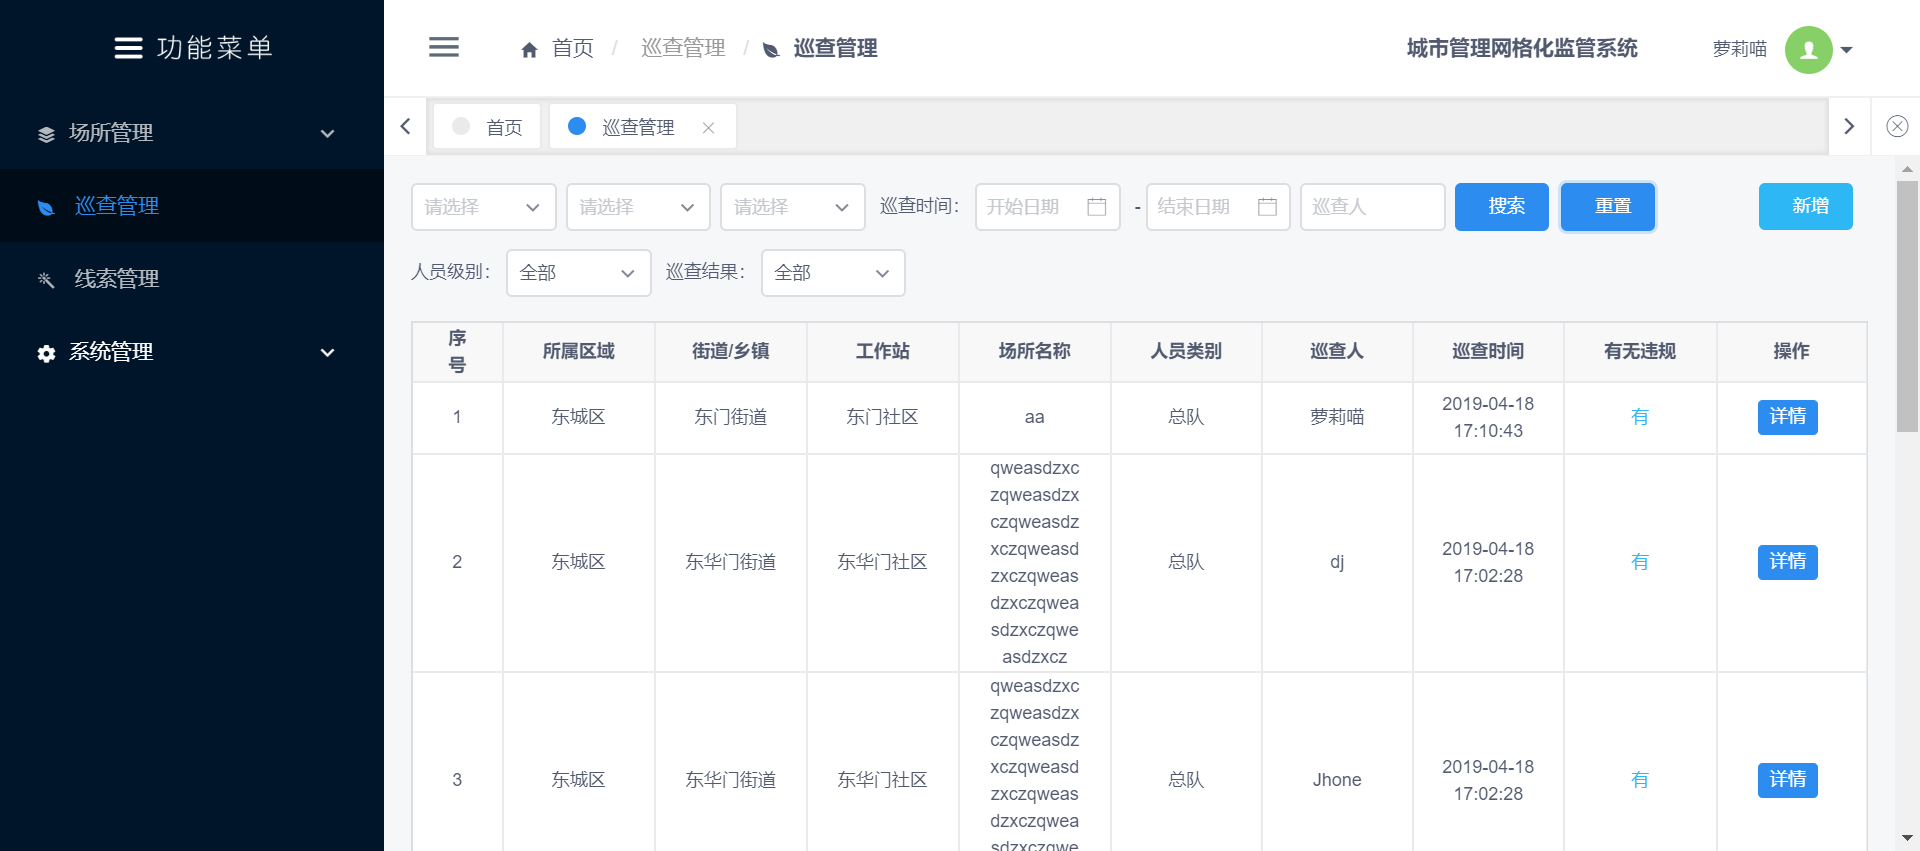 功能菜单
场所管理
巡查管理
线索管理
系统管理
首页 / 巡查管理 / 巡查管理
城市管理网格化监管系统
萝莉喵
首页
巡查管理
请选择 请选择 请选择 巡查时间: 开始日期 - 结束日期 巡查人 搜索 重置 新增
人员级别: 全部 巡查结果: 全部
序号 所属区域 街道/乡镇 工作站 场所名称 人员类别 巡查人 巡查时间 有无违规 操作
1 东城区 东门街道 东门社区 aa 总队 萝莉喵 2019-04-18 17:10:43 有 详情
2 东城区 东华门街道 东华门社区
qweasdzxc
zqweasdzx
czqweasdz
xczqweasd
zxczqweas
dzxczqwea
sdzxczqwe
asdzxcz
总队 dj 2019-04-18 17:02:28 有 详情
3 东城区 东华门街道 东华门社区
qweasdzxc
zqweasdzx
czqweasdz
xczqweasd
zxczqweas
dzxczqwea
sdzxczqwe
总队 Jhone 2019-04-18 17:02:28 有 详情